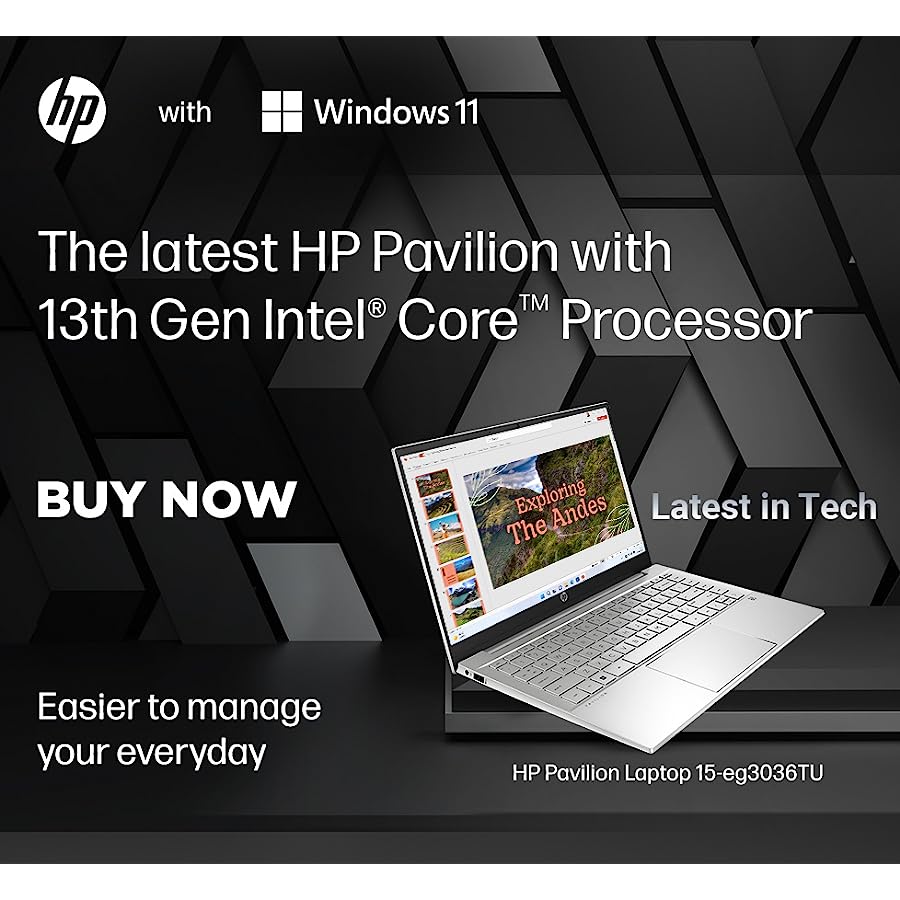 hp with Windows 11
The latest HP Pavilion with
13th Gen Intel® Core™ Processor
BUY NOW
Exploring
The Andes
Latest in Tech
Easier to manage
your everyday
HP Pavilion Laptop 15-eg3036TU